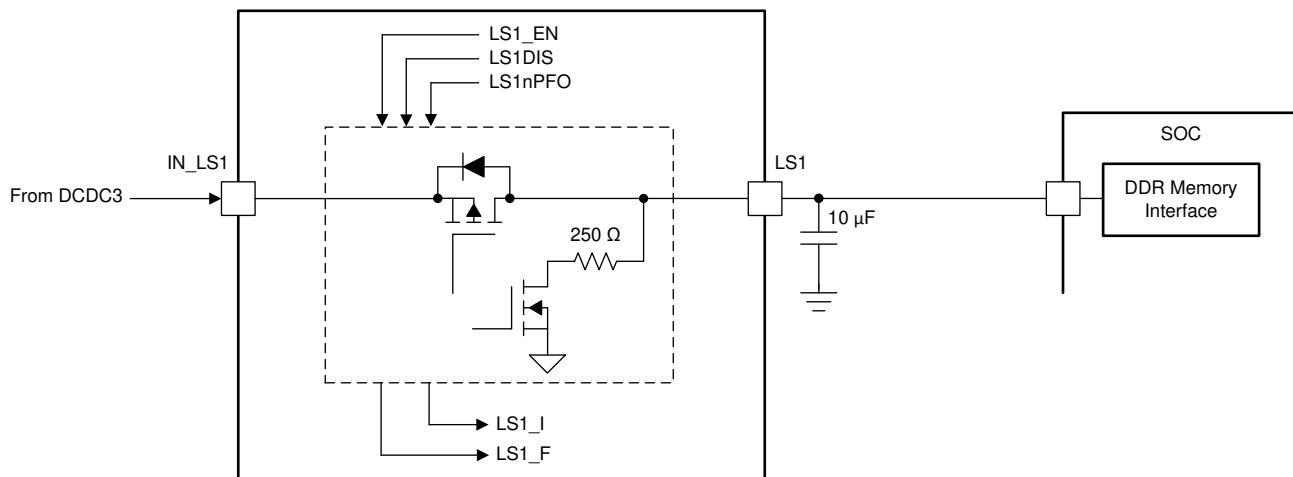 LS1_EN
LS1DIS
LS1nPFO
SOC
IN_LS1
LS1
From DCDC3
DDR Memory
Interface
10 µF
250 Ω
LS1_I
LS1_F